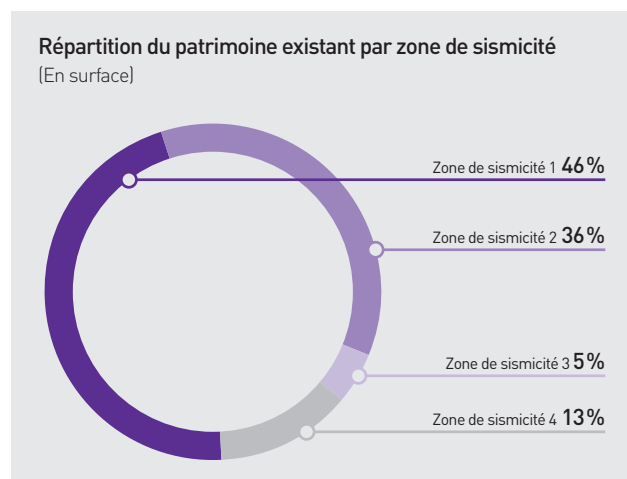 Répartition du patrimoine existant par zone de sismicité
(En surface)
Zone de sismicité 1 46 %
Zone de sismicité 2 36 %
Zone de sismicité 3 5 %
Zone de sismicité 4 13 %